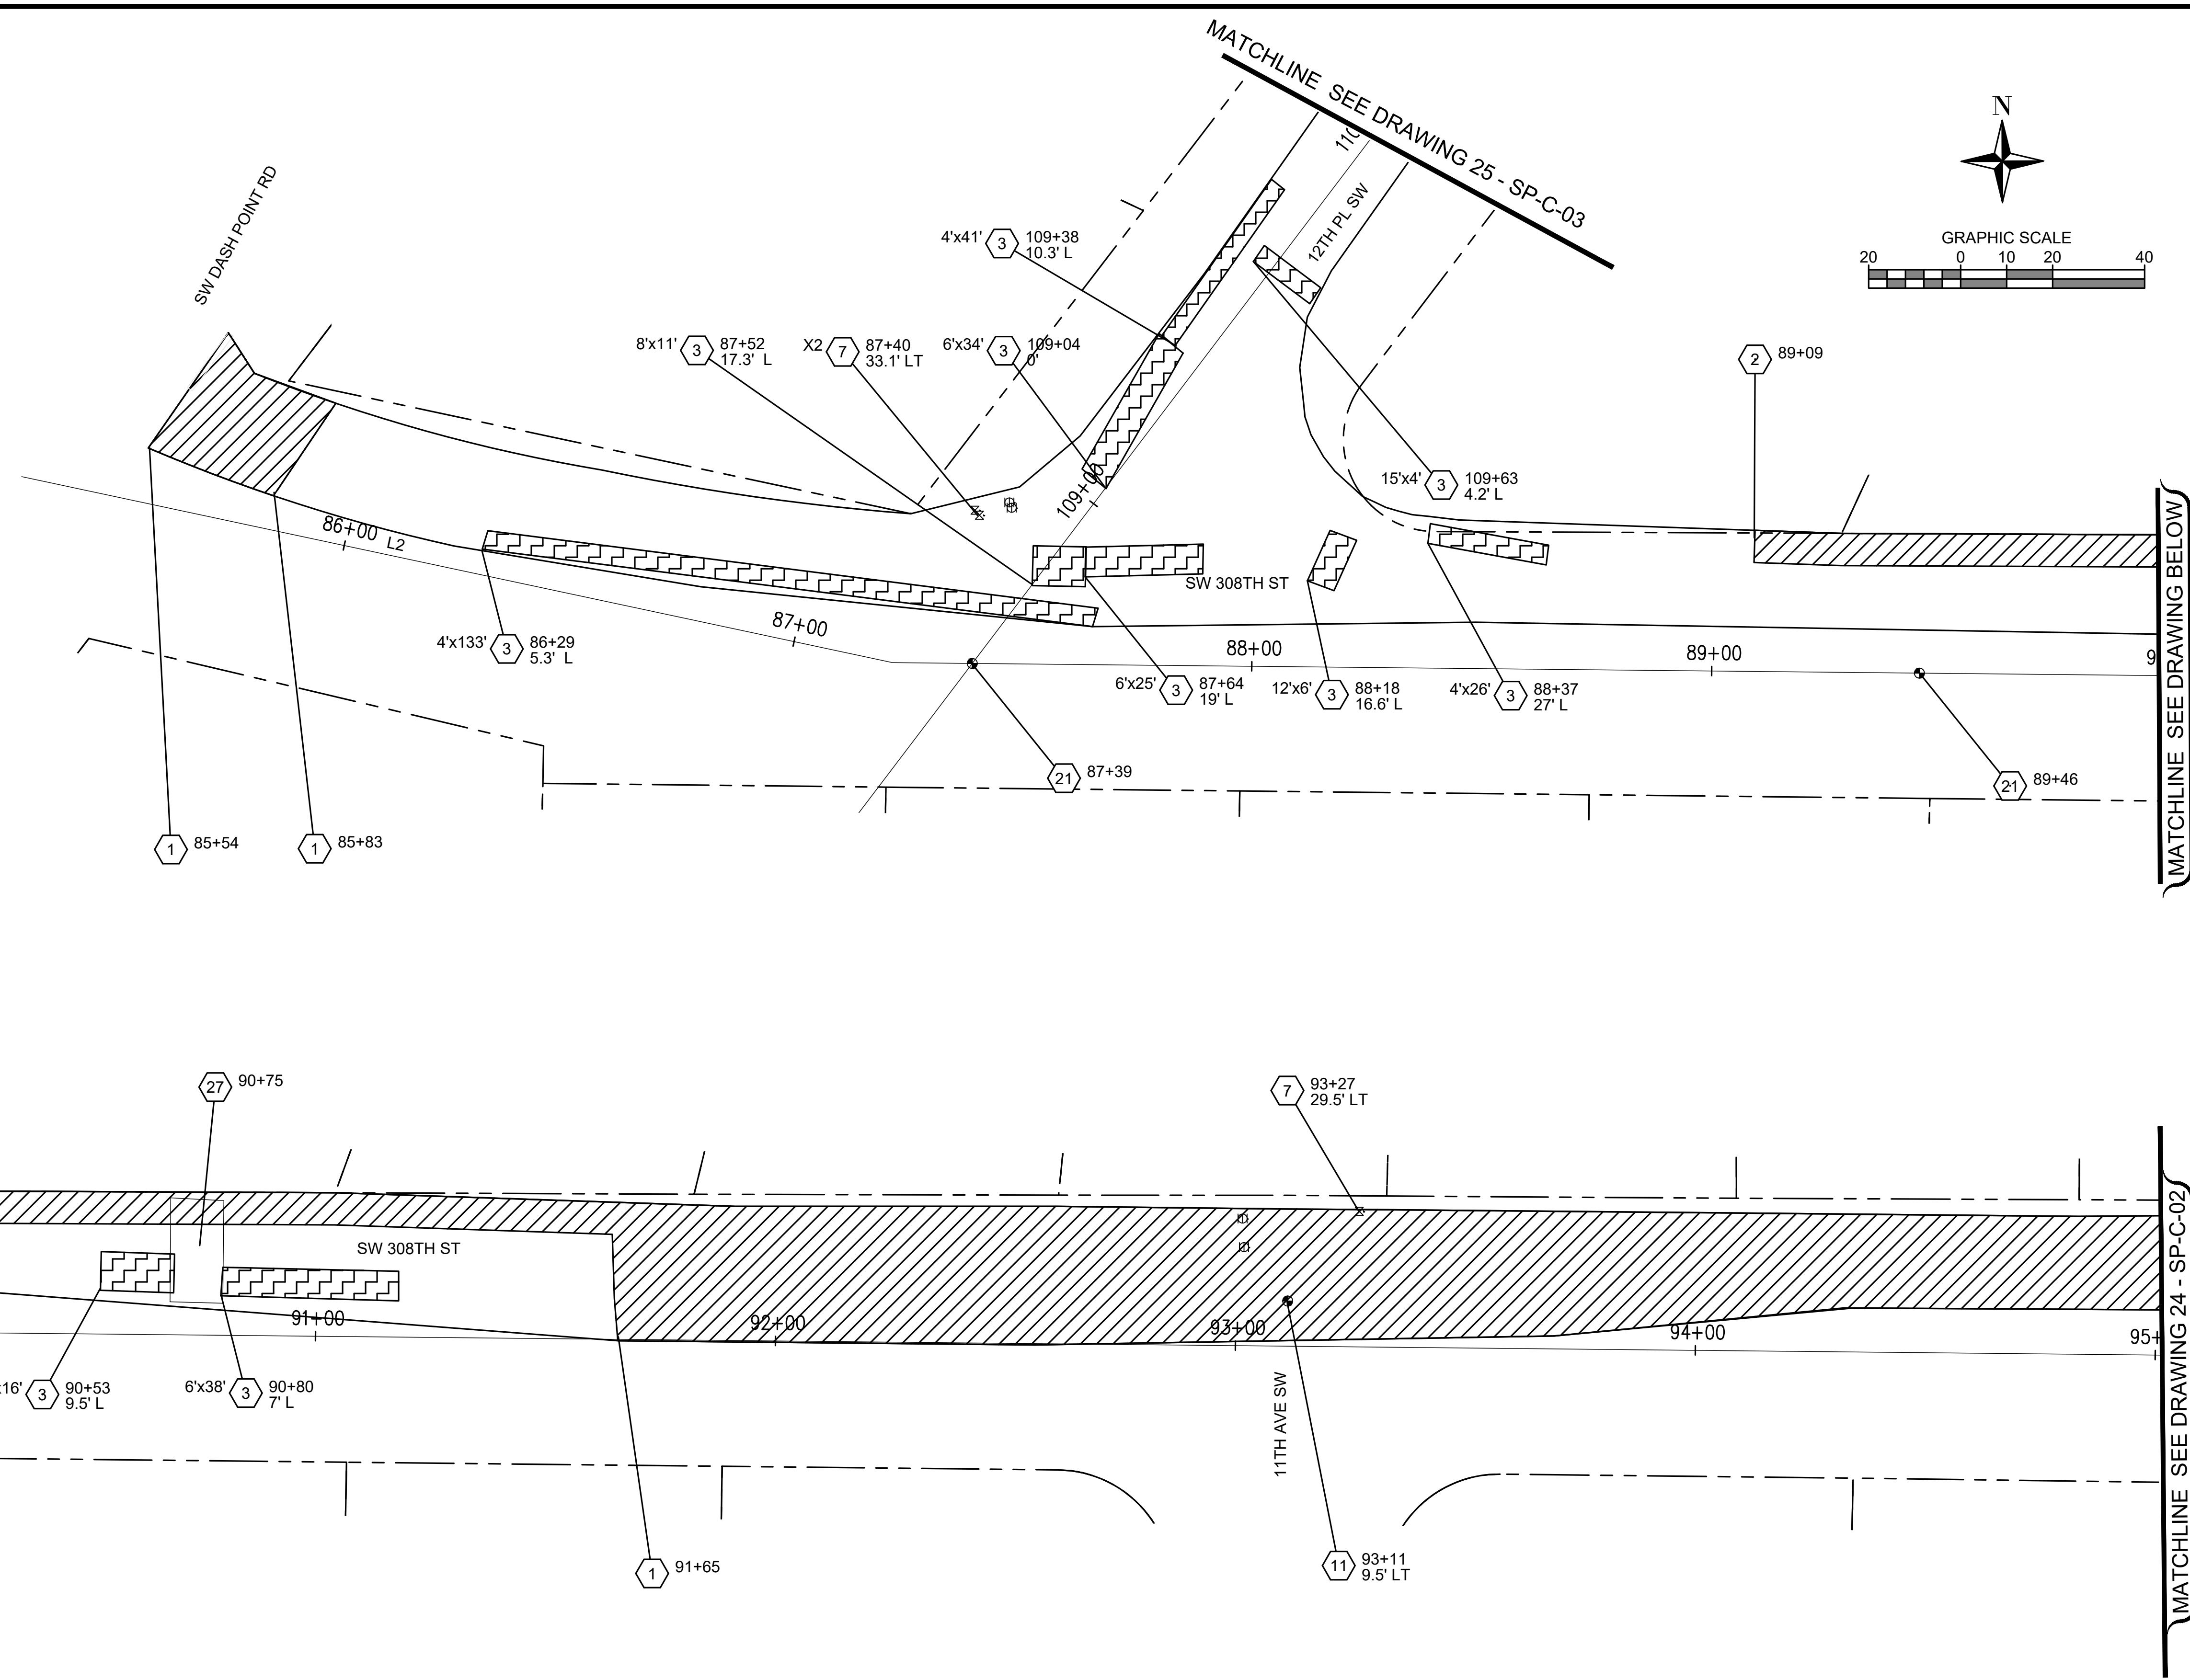 MATCHLINE SEE DRAWING 25 - SP-C-03
N
GRAPHIC SCALE
20 0 10 20 40
SW DASH POINT RD
12TH PL SW
4'x41' 3 109+38
10.3' L
8'x11' 3 87+52
17.3' L
X2 7 87+40
33.1' LT
6'x34' 3 109+04
0'
2 89+09
15'x4' 3 109+63
4.2' L
109+00
86+00 L2
SW 308TH ST
87+00
88+00
89+00
4'x133' 3 86+29
5.3' L
6'x25' 3 87+64
19' L
12'x6' 3 88+18
16.6' L
4'x26' 3 88+37
27' L
21 87+39
21 89+46
1 85+54
1 85+83
MATCHLINE SEE DRAWING BELOW
27 90+75
7 93+27
29.5' LT
SW 308TH ST
91+00
92+00
93+00
94+00
95+
x16' 3 90+53
9.5' L
6'x38' 3 90+80
7' L
11TH AVE SW
1 91+65
11 93+11
9.5' LT
MATCHLINE SEE DRAWING 24 - SP-C-02